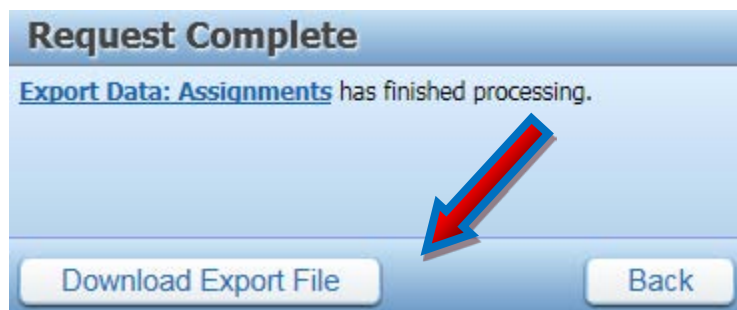 Request Complete
Export Data: Assignments has finished processing.
Download Export File
Back